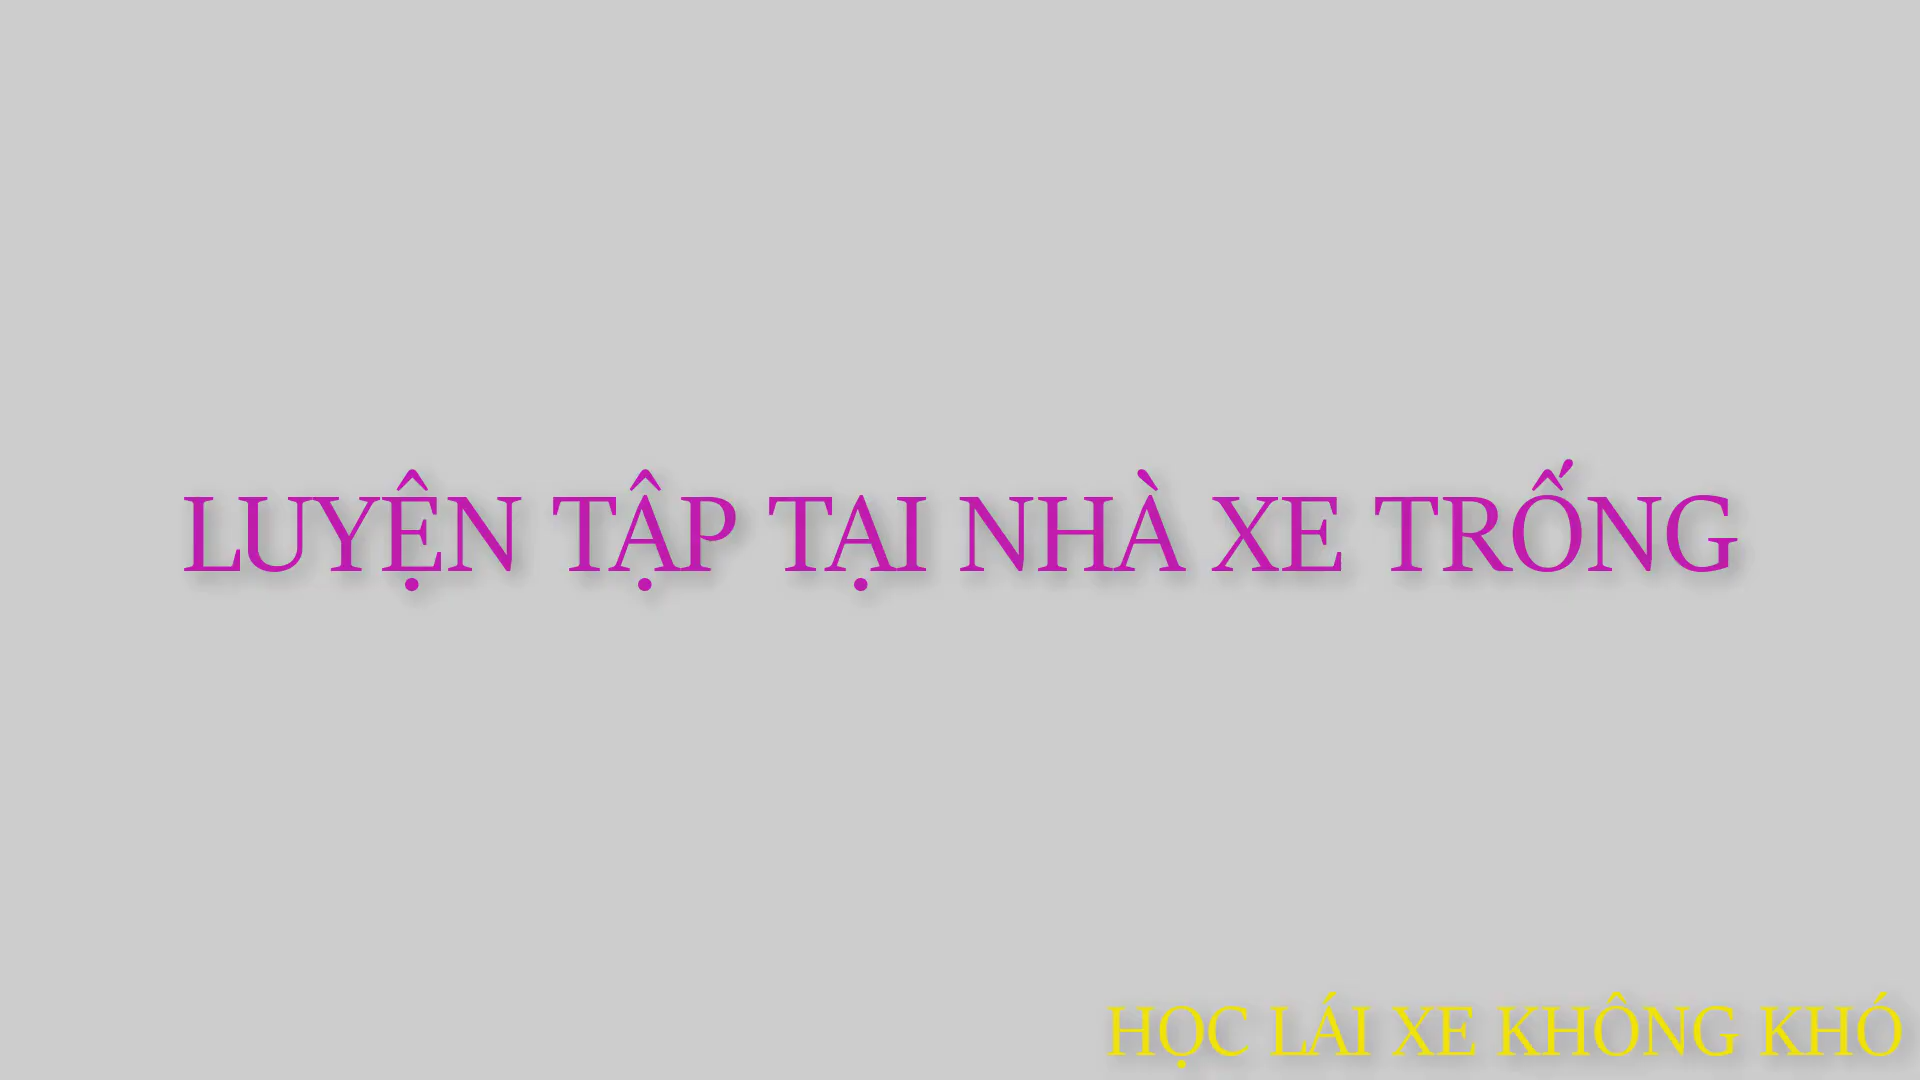 LUYỆN TẬP TẠI NHÀ XE TRỐNG
HỌC LÁI XE KHÔNG KHÓ